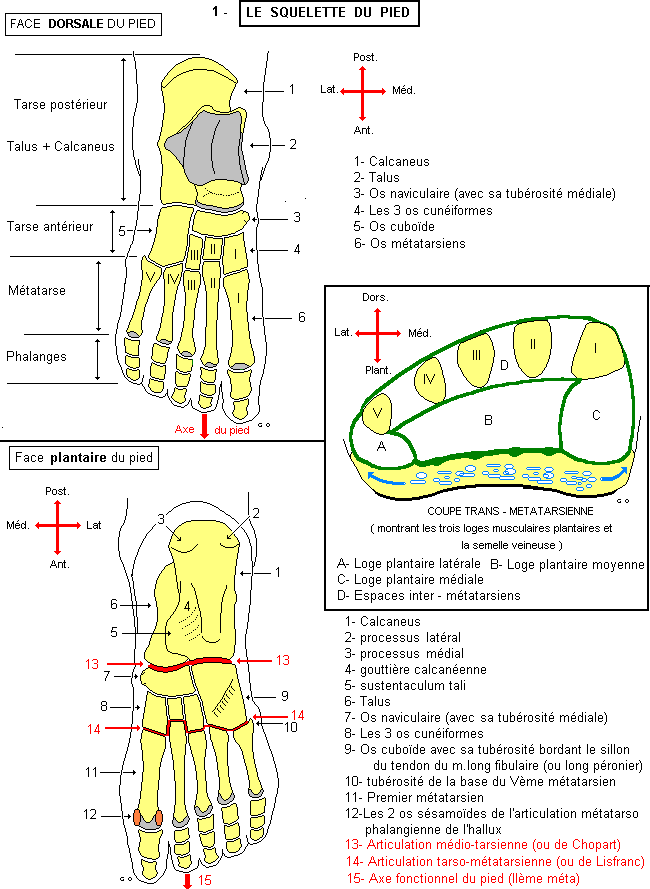 1 - LE SQUELETTE DU PIED
FACE DORSALE DU PIED
Tarse postérieur
Talus + Calcaneus
Tarse antérieur
Métatarse
Phalanges
1
2
3
4
5
6
III
II
I
V
IV
III
II
I
Axe du pied
G O
Post.
Lat.
Méd.
Ant.
1- Calcaneus
2- Talus
3- Os naviculaire (avec sa tubérosité médiale)
4- Les 3 os cunéiformes
5- Os cuboïde
6- Os métatarsiens
Dors.
Lat.
Méd.
Plant.
I
II
III
IV
V
D
B
C
A
G O
COUPE TRANS - METATARSIENNE
( montrant les trois loges musculaires plantaires et
la semelle veineuse )
A- Loge plantaire latérale B- Loge plantaire moyenne
C- Loge plantaire médiale
D- Espaces inter - métatarsiens
Face plantaire du pied
Post.
Méd.
Lat
Ant.
3
2
1
6
4
5
13
13
7
8
9
14
14
10
11
12
15
G O
1- Calcaneus
2- processus latéral
3- processus médial
4- gouttière calcanéenne
5- sustentaculum tali
6- Talus
7- Os naviculaire (avec sa tubérosité médiale)
8- Les 3 os cunéiformes
9- Os cuboïde avec sa tubérosité bordant le sillon
du tendon du m.long fibulaire (ou long péronier)
10- tubérosité de la base du Vème métatarsien
11- Premier métatarsien
12-Les 2 os sésamoïdes de l'articulation métatarso
phalangienne de l'hallux
13- Articulation médio-tarsienne (ou de Chopart)
14- Articulation tarso-métatarsienne (ou de Lisfranc)
15- Axe fonctionnel du pied (IIème méta)